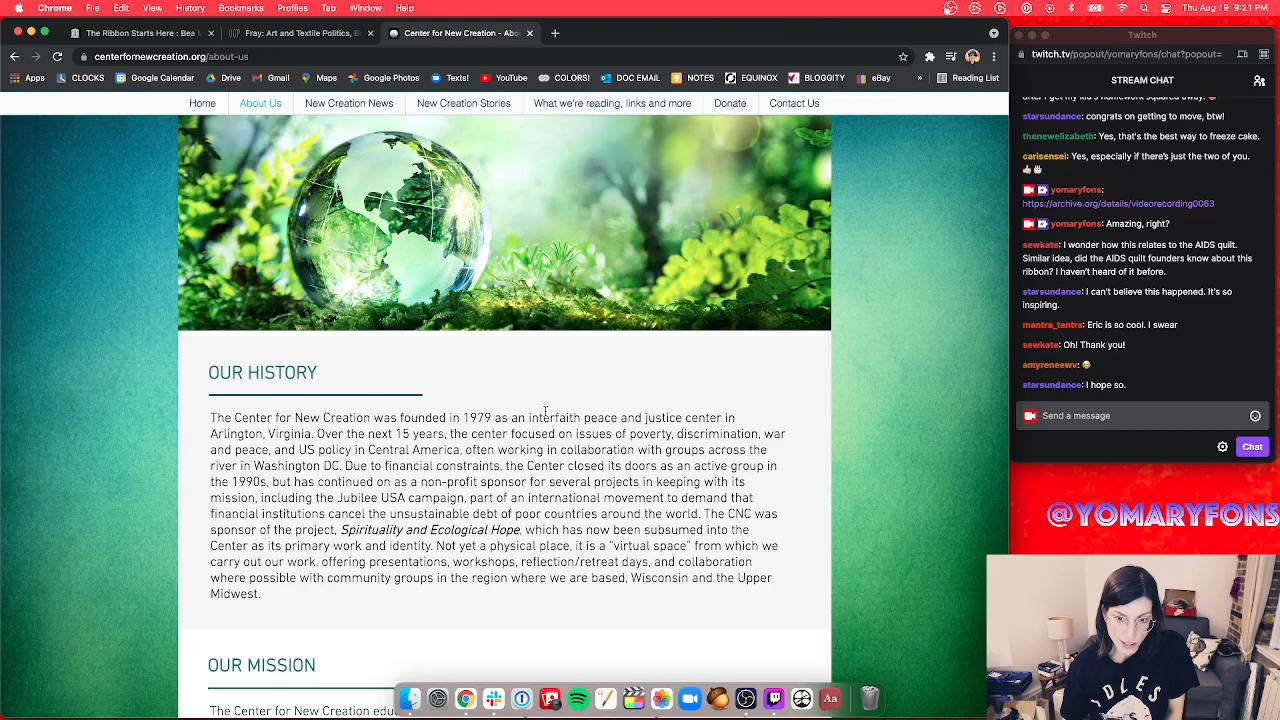 Chrome File Edit View History Bookmarks Profiles Tab Window Help
Thu Aug 19 9:21 PM
The Ribbon Starts Here : Bea L
Fray: Art and Textile Politics, B
Center for New Creation - Abou
Twitch
centerfornewcreation.org/about-us
twitch.tv/popout/yomaryfons/chat?popout=
Apps CLOCKS Google Calendar Drive Maps Google Photos Texts! YouTube COLORS! DOC EMAIL NOTES EQUINOX BLOGGITY eBay » Reading List
Home About Us New Creation News New Creation Stories What we're reading, links and more Donate Contact Us
OUR HISTORY
The Center for New Creation was founded in 1979 as an interfaith peace and justice center in
Arlington, Virginia. Over the next 15 years, the center focused on issues of poverty, discrimination, war
and peace, and US policy in Central America, often working in collaboration with groups across the
river in Washington DC. Due to financial constraints, the Center closed its doors as an active group in
the 1990s, but has continued on as a non-profit sponsor for several projects in keeping with its
mission, including the Jubilee USA campaign, part of an international movement to demand that
financial institutions cancel the unsustainable debt of poor countries around the world. The CNC was
sponsor of the project, Spirituality and Ecological Hope, which has now been subsumed into the
Center as its primary work and identity. Not yet a physical place, it is a “virtual space” from which we
carry out our work, offering presentations, workshops, reflection/retreat days, and collaboration
where possible with community groups in the region where we are based, Wisconsin and the Upper
Midwest.
OUR MISSION
The Center for New Creation edu
STREAM CHAT
after I get my kid's homework squared away.
starsundance: congrats on getting to move, btw!
thenewelizabeth: Yes, that's the best way to freeze cake.
carisensei: Yes, especially if there's just the two of you.
yomaryfons:
https://archive.org/details/videorecording0063
yomaryfons: Amazing, right?
sewkate: I wonder how this relates to the AIDS quilt.
Similar idea, did the AIDS quilt founders know about this
ribbon? I haven't heard of it before.
starsundance: I can't believe this happened. It's so
inspiring.
mantra_tantra: Eric is so cool. I swear
sewkate: Oh! Thank you!
amyreneewv:
starsundance: I hope so.
Send a message
Chat
@YOMARYFONS
Aa